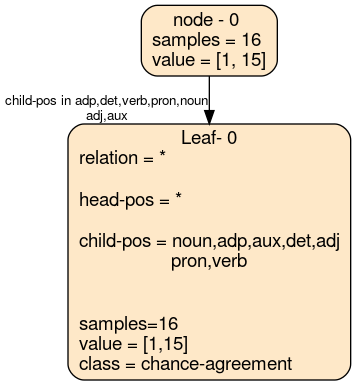 node - 0
samples = 16
value = [1, 15]
child-pos in adp,det,verb,pron,noun
adj,aux
Leaf- 0
relation = *
head-pos = *
child-pos = noun,adp,aux,det,adj
pron,verb
samples=16
value = [1,15]
class = chance-agreement